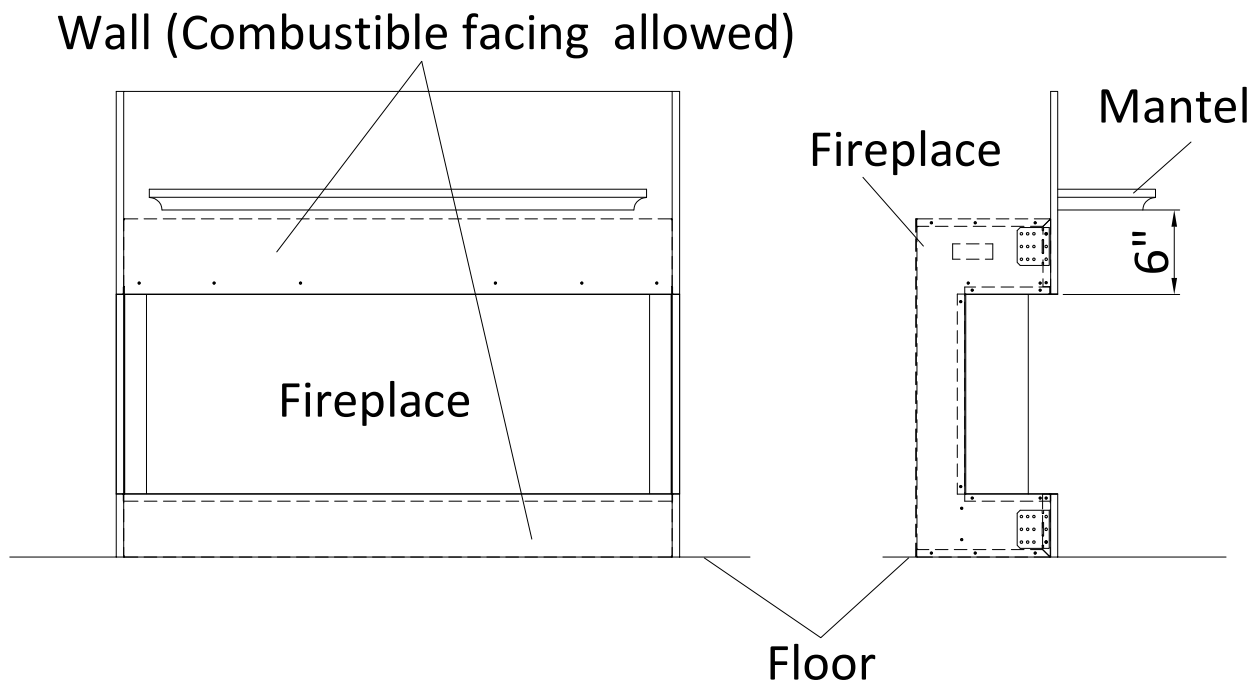 Wall (Combustible facing allowed)
Mantel
Fireplace
6"
Fireplace
Floor